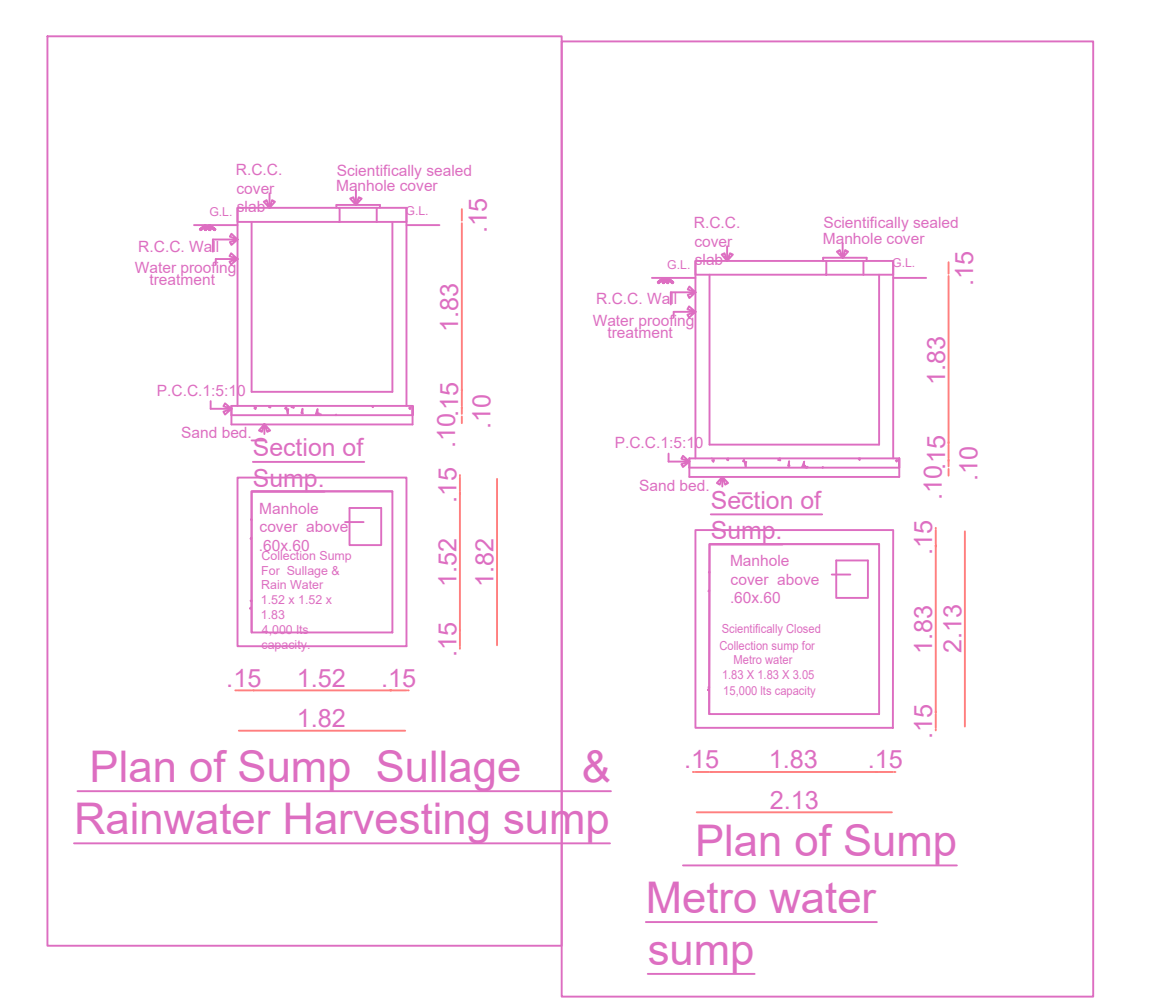 R.C.C.
cover
slab
Scientifically sealed
Manhole cover
G.L.
G.L.
R.C.C. Wall
Water proofing
treatment
.15
1.83
.15
.10
.10
P.C.C.1:5:10
Sand bed.
Section of
Sump.
Manhole
cover above
.60x.60
Collection Sump
For Sullage &
Rain Water
1.52 x 1.52 x
1.83
4,000 lts
capacity.
.15
1.52
.15
1.82
.15 1.52 .15
1.82
Plan of Sump Sullage &
Rainwater Harvesting sump
R.C.C.
cover
slab
Scientifically sealed
Manhole cover
G.L.
G.L.
R.C.C. Wall
Water proofing
treatment
.15
1.83
.15
.10
.10
P.C.C.1:5:10
Sand bed.
Section of
Sump.
Manhole
cover above
.60x.60
Scientifically Closed
Collection sump for
Metro water
1.83 X 1.83 X 3.05
15,000 lts capacity
.15
1.83
.15
2.13
.15 1.83 .15
2.13
Plan of Sump
Metro water
sump